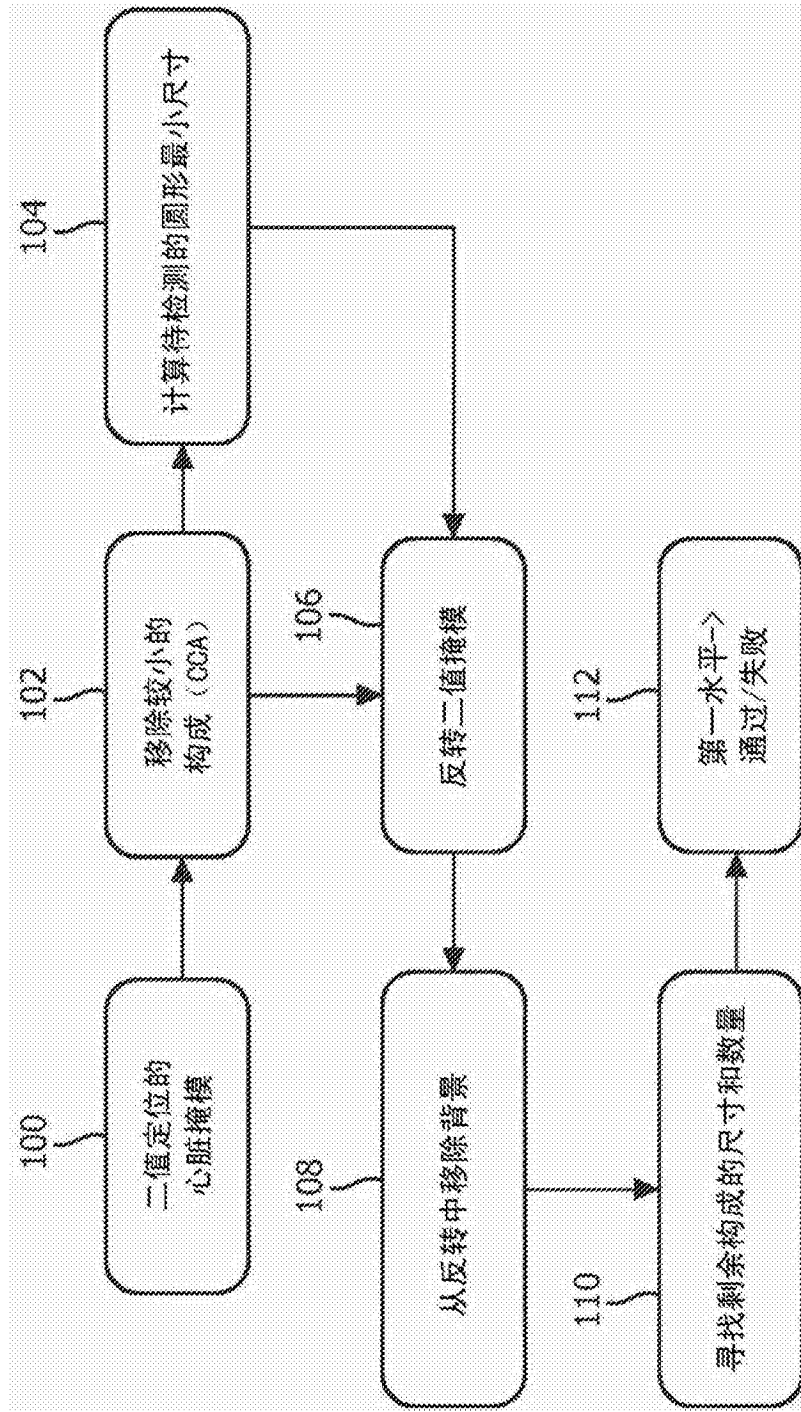 100
二值定位的
心脏掩模
102
移除较小的
构成（CCA）
104
计算待检测的圆形最小尺寸
106
反转二值掩模
108
从反转中移除背景
110
寻找剩余构成的尺寸和数量
112
第一水平->
通过/失败